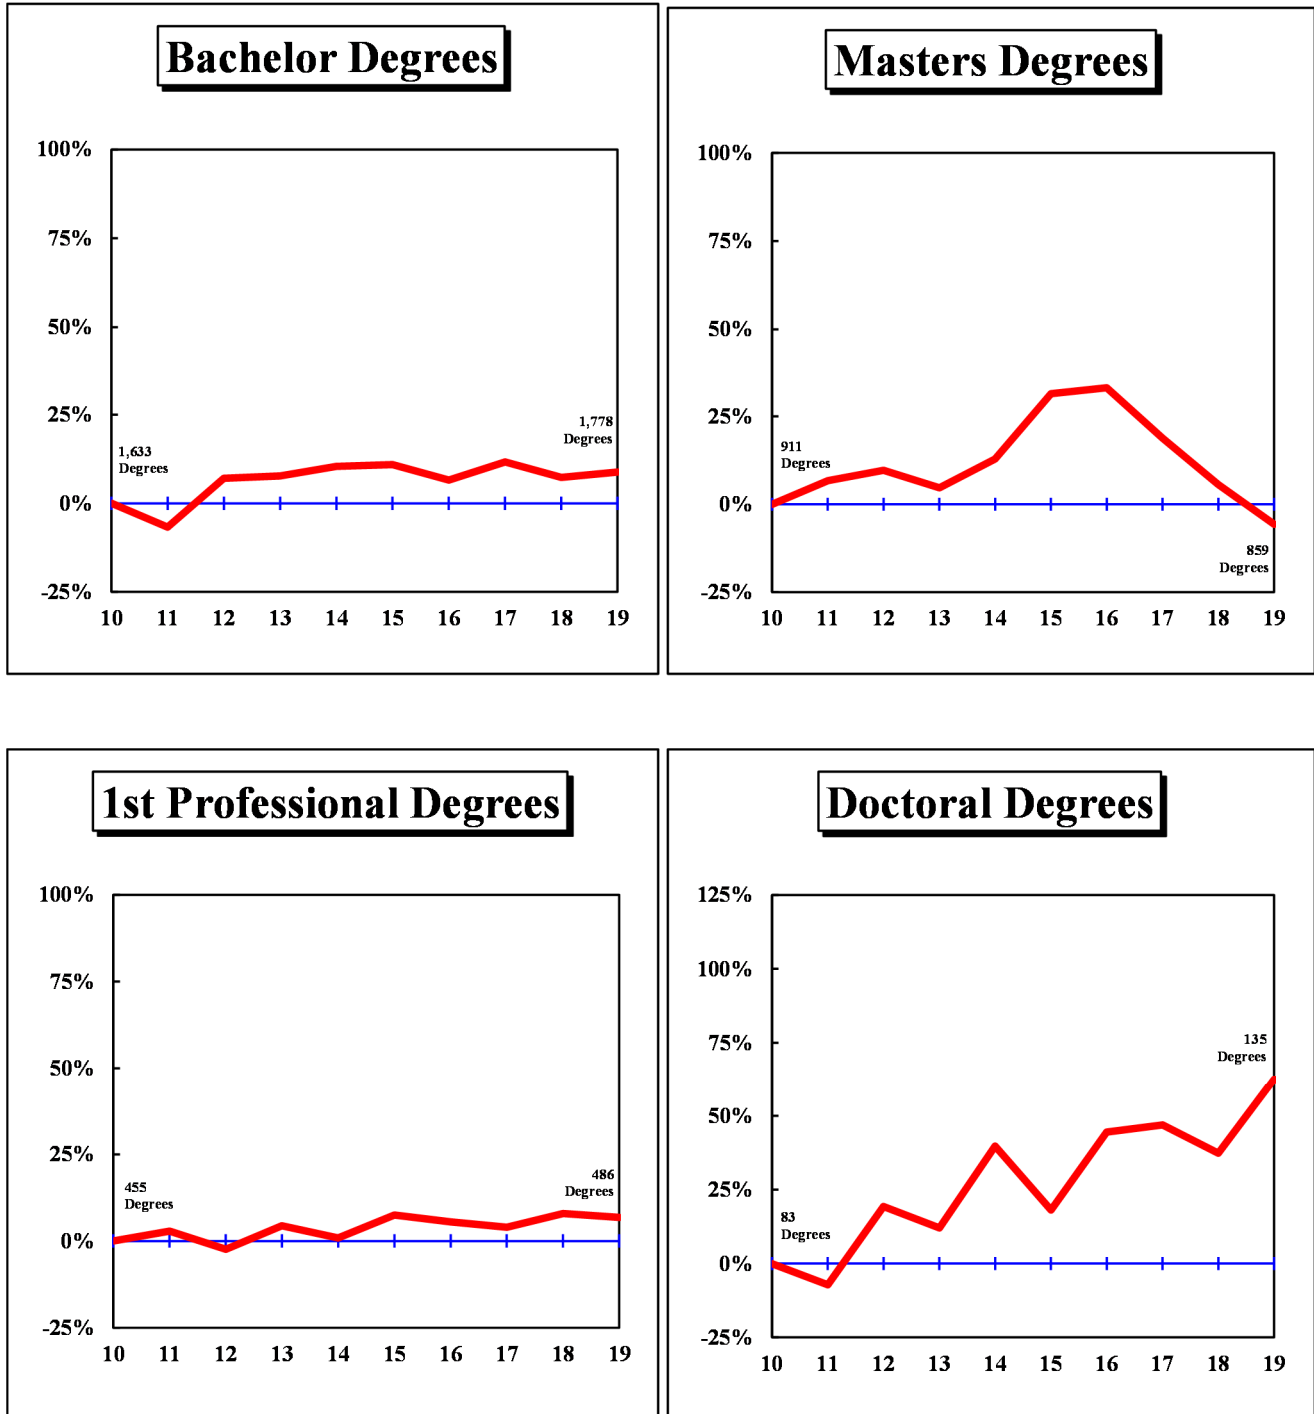 Bachelor Degrees
100%
75%
50%
25%
0%
-25%
1,633
Degrees
1,778
Degrees
10 11 12 13 14 15 16 17 18 19
Masters Degrees
100%
75%
50%
25%
0%
-25%
911
Degrees
859
Degrees
10 11 12 13 14 15 16 17 18 19
1st Professional Degrees
100%
75%
50%
25%
0%
-25%
455
Degrees
486
Degrees
10 11 12 13 14 15 16 17 18 19
Doctoral Degrees
125%
100%
75%
50%
25%
0%
-25%
83
Degrees
135
Degrees
10 11 12 13 14 15 16 17 18 19